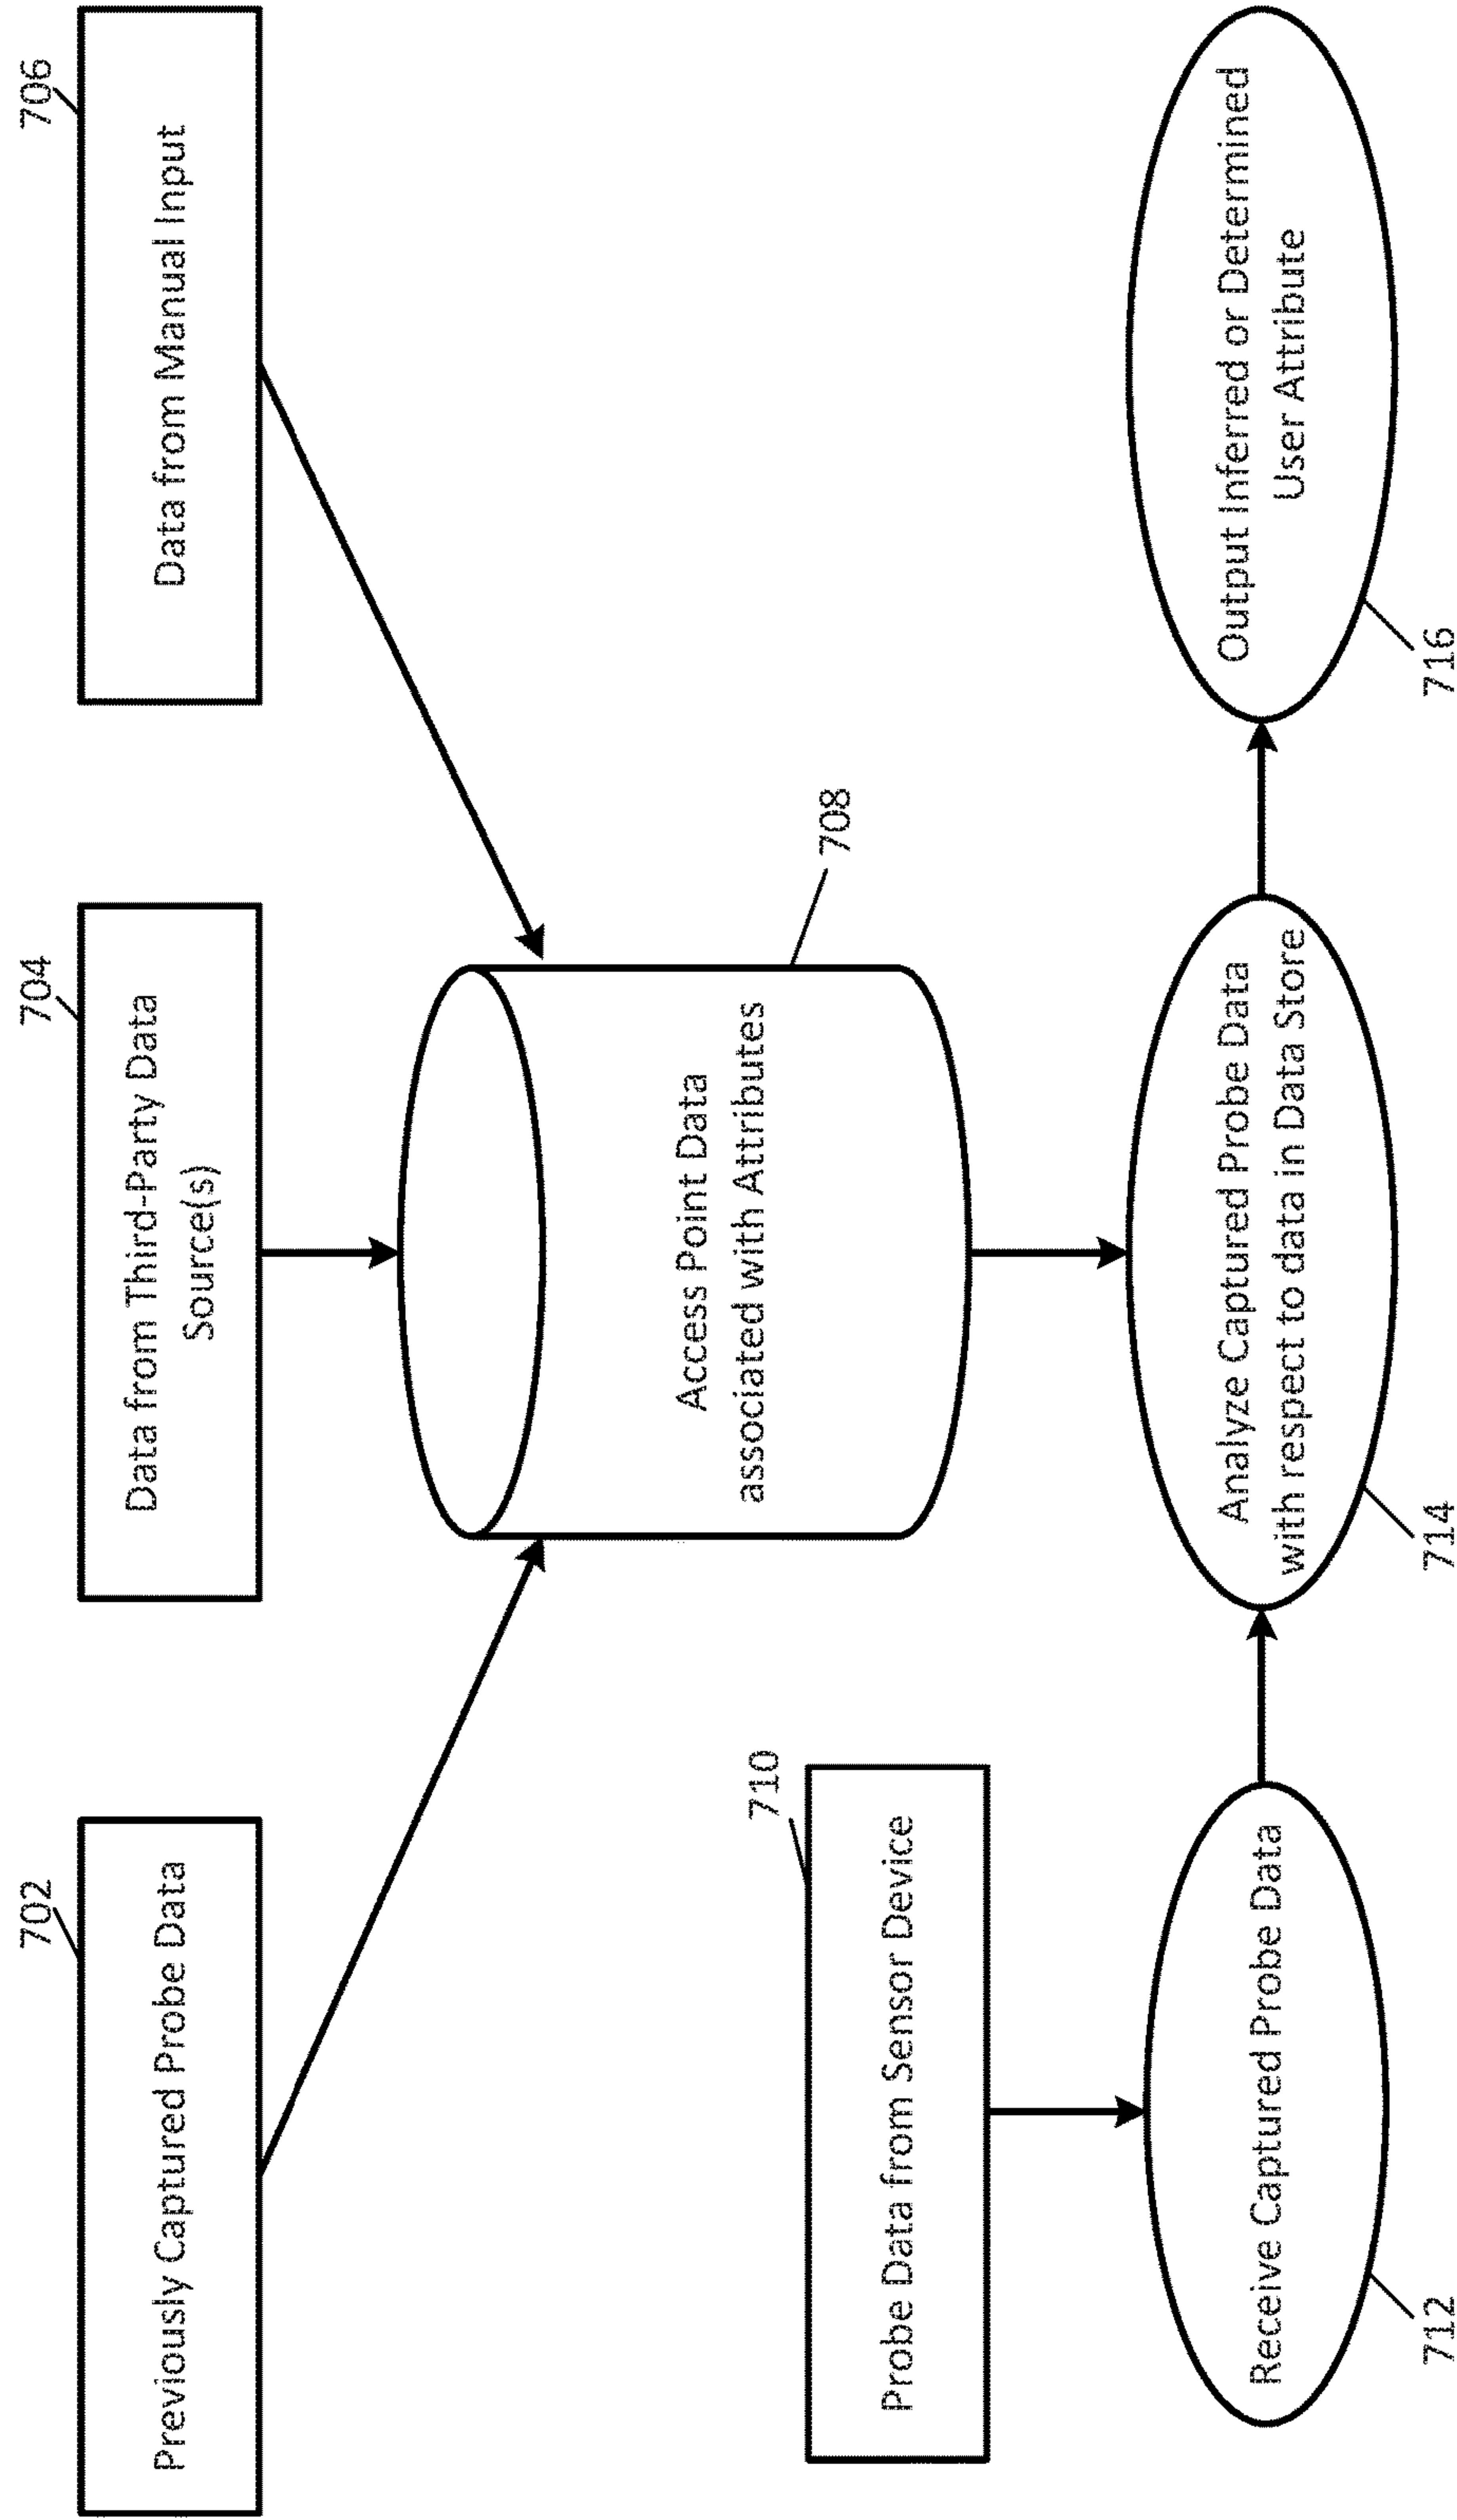 702
Previously Captured Probe Data
704
Data from Third-Party Data
Source(s)
706
Data from Manual Input
Access Point Data
associated with Attributes
708
710
Probe Data from Sensor Device
Receive Captured Probe Data
712
Analyze Captured Probe Data
with respect to data in Data Store
714
Output Inferred or Determined
User Attribute
716